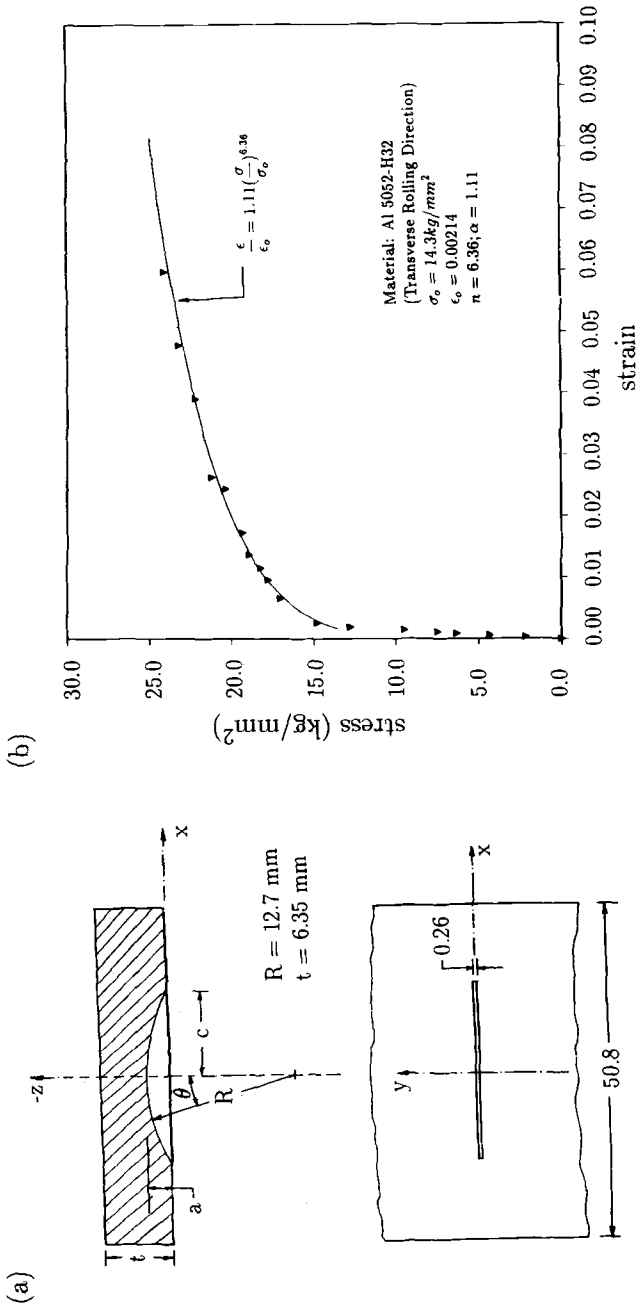 (a)
-z
x
t
a
θ
R
c
R = 12.7 mm
t = 6.35 mm
y
x
0.26
50.8
(b)
stress (kg/mm²)
30.0
25.0
20.0
15.0
10.0
5.0
0.0
ϵ/ϵₒ = 1.11(σ/σₒ)^6.36
Material: Al 5052-H32
(Transverse Rolling Direction)
σₒ = 14.3kg/mm²
ϵₒ = 0.00214
n = 6.36; α = 1.11
0.00 0.01 0.02 0.03 0.04 0.05 0.06 0.07 0.08 0.09 0.10
strain